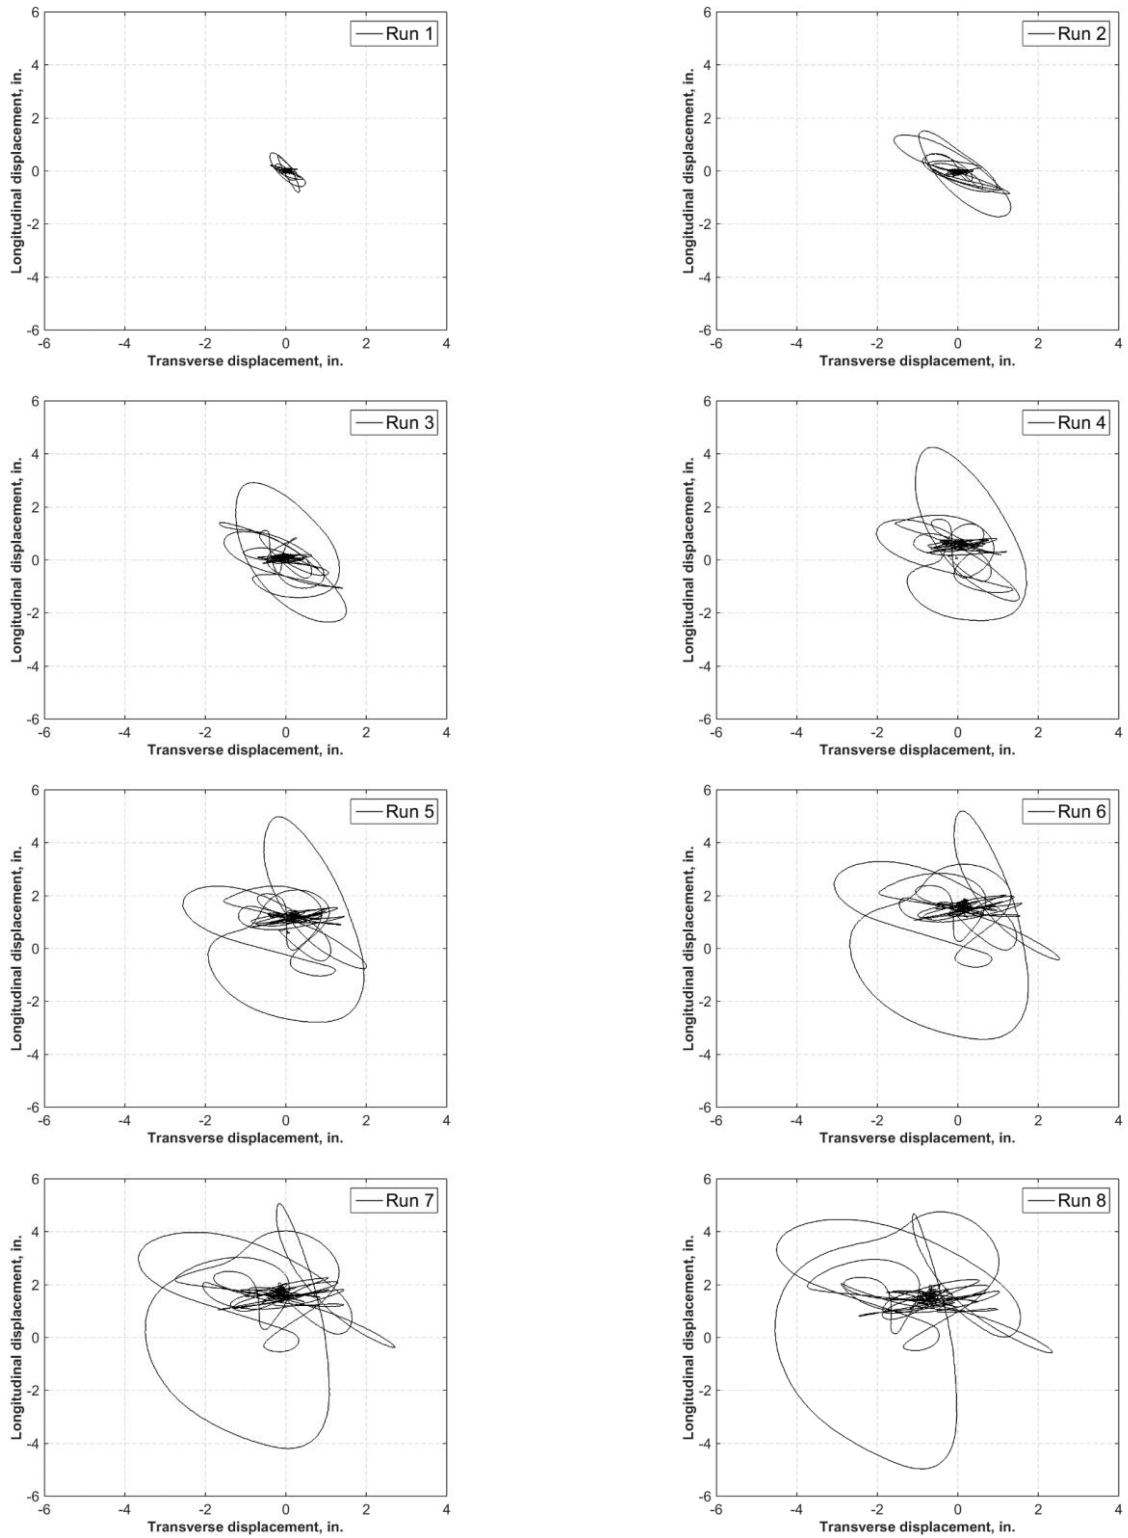 6
4
2
0
-2
-4
-6
-6 -4 -2 0 2 4
Longitudinal displacement, in.
Transverse displacement, in.
Run 1
6
4
2
0
-2
-4
-6
-6 -4 -2 0 2 4
Longitudinal displacement, in.
Transverse displacement, in.
Run 2
6
4
2
0
-2
-4
-6
-6 -4 -2 0 2 4
Longitudinal displacement, in.
Transverse displacement, in.
Run 3
6
4
2
0
-2
-4
-6
-6 -4 -2 0 2 4
Longitudinal displacement, in.
Transverse displacement, in.
Run 4
6
4
2
0
-2
-4
-6
-6 -4 -2 0 2 4
Longitudinal displacement, in.
Transverse displacement, in.
Run 5
6
4
2
0
-2
-4
-6
-6 -4 -2 0 2 4
Longitudinal displacement, in.
Transverse displacement, in.
Run 6
6
4
2
0
-2
-4
-6
-6 -4 -2 0 2 4
Longitudinal displacement, in.
Transverse displacement, in.
Run 7
6
4
2
0
-2
-4
-6
-6 -4 -2 0 2 4
Longitudinal displacement, in.
Transverse displacement, in.
Run 8